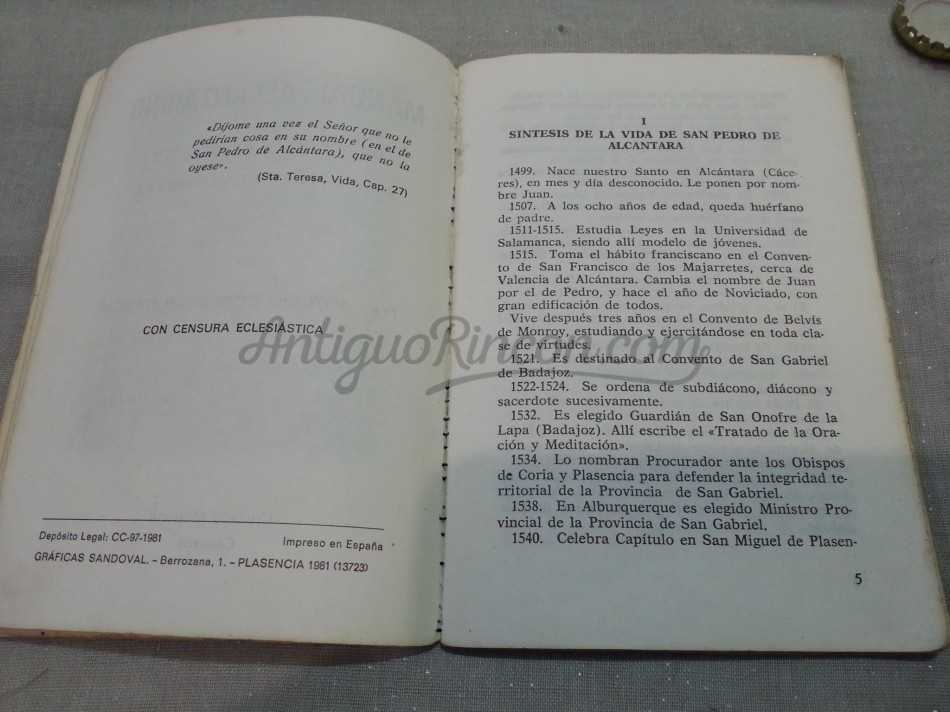 «Díjome una vez el Señor que no le
pedirían cosa en su nombre (en el de
San Pedro de Alcántara), que no la
oyese».
(Sta. Teresa, Vida, Cap. 27)
CON CENSURA ECLESIÁSTICA
Depósito Legal: CC-97-1981
Impreso en España
GRÁFICAS SANDOVAL. - Berrozana, 1. - PLASENCIA 1981 (13723)
I
SINTESIS DE LA VIDA DE SAN PEDRO DE
ALCANTARA
1499. Nace nuestro Santo en Alcántara (Các-
eres), en mes y día desconocido. Le ponen por nom-
bre Juan.
1507. A los ocho años de edad, queda huérfano
de padre.
1511-1515. Estudia Leyes en la Universidad de
Salamanca, siendo allí modelo de jóvenes.
1515. Toma el hábito franciscano en el Conven-
to de San Francisco de los Majarretes, cerca de
Valencia de Alcántara. Cambia el nombre de Juan
por el de Pedro, y hace el año de Noviciado, con
gran edificación de todos.
Vive después tres años en el Convento de Belvís
de Monroy, estudiando y ejercitándose en toda cla-
se de virtudes.
1521. Es destinado al Convento de San Gabriel
de Badajoz.
1522-1524. Se ordena de subdiácono, diácono y
sacerdote sucesivamente.
1532. Es elegido Guardián de San Onofre de la
Lapa (Badajoz). Allí escribe el «Tratado de la Ora-
ción y Meditación».
1534. Lo nombran Procurador ante los Obispos
de Coria y Plasencia para defender la integridad te-
rritorial de la Provincia de San Gabriel.
1538. En Alburquerque es elegido Ministro Pro-
vincial de la Provincia de San Gabriel.
1540. Celebra Capítulo en San Miguel de Plasen-
5
AntiguoRincon.com